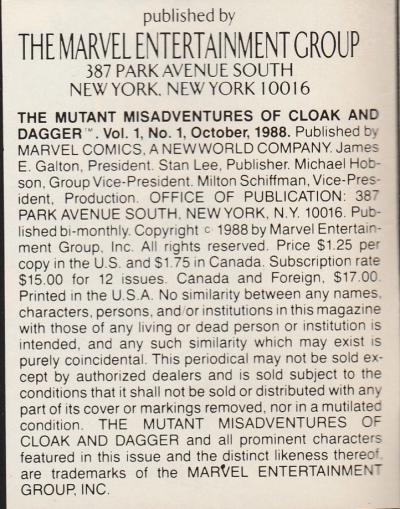 published by
THE MARVEL ENTERTAINMENT GROUP
387 PARK AVENUE SOUTH
NEW YORK, NEW YORK 10016
THE MUTANT MISADVENTURES OF CLOAK AND
DAGGER™. Vol. 1, No. 1, October, 1988. Published by
MARVEL COMICS, A NEW WORLD COMPANY. James
E. Galton, President. Stan Lee, Publisher. Michael Hob-
son, Group Vice-President. Milton Schiffman, Vice-Pres-
ident, Production. OFFICE OF PUBLICATION: 387
PARK AVENUE SOUTH, NEW YORK, N.Y. 10016. Pub-
lished bi-monthly. Copyright © 1988 by Marvel Entertain-
ment Group, Inc. All rights reserved. Price $1.25 per
copy in the U.S. and $1.75 in Canada. Subscription rate
$15.00 for 12 issues. Canada and Foreign, $17.00.
Printed in the U.S.A. No similarity between any names,
characters, persons, and/or institutions in this magazine
with those of any living or dead person or institution is
intended, and any such similarity which may exist is
purely coincidental. This periodical may not be sold ex-
cept by authorized dealers and is sold subject to the
conditions that it shall not be sold or distributed with any
part of its cover or markings removed, nor in a mutilated
condition. THE MUTANT MISADVENTURES OF
CLOAK AND DAGGER and all prominent characters
featured in this issue and the distinct likeness thereof,
are trademarks of the MARVEL ENTERTAINMENT
GROUP, INC.